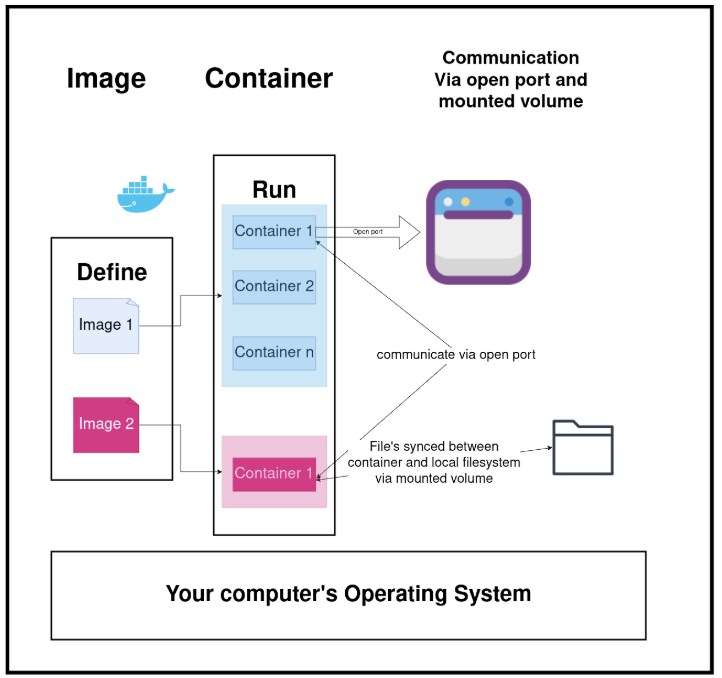 Image
Container
Communication
Via open port and
mounted volume
Define
Image 1
Image 2
Run
Container 1
Container 2
Container n
Container 1
Open port
communicate via open port
File's synced between
container and local filesystem
via mounted volume
Your computer's Operating System